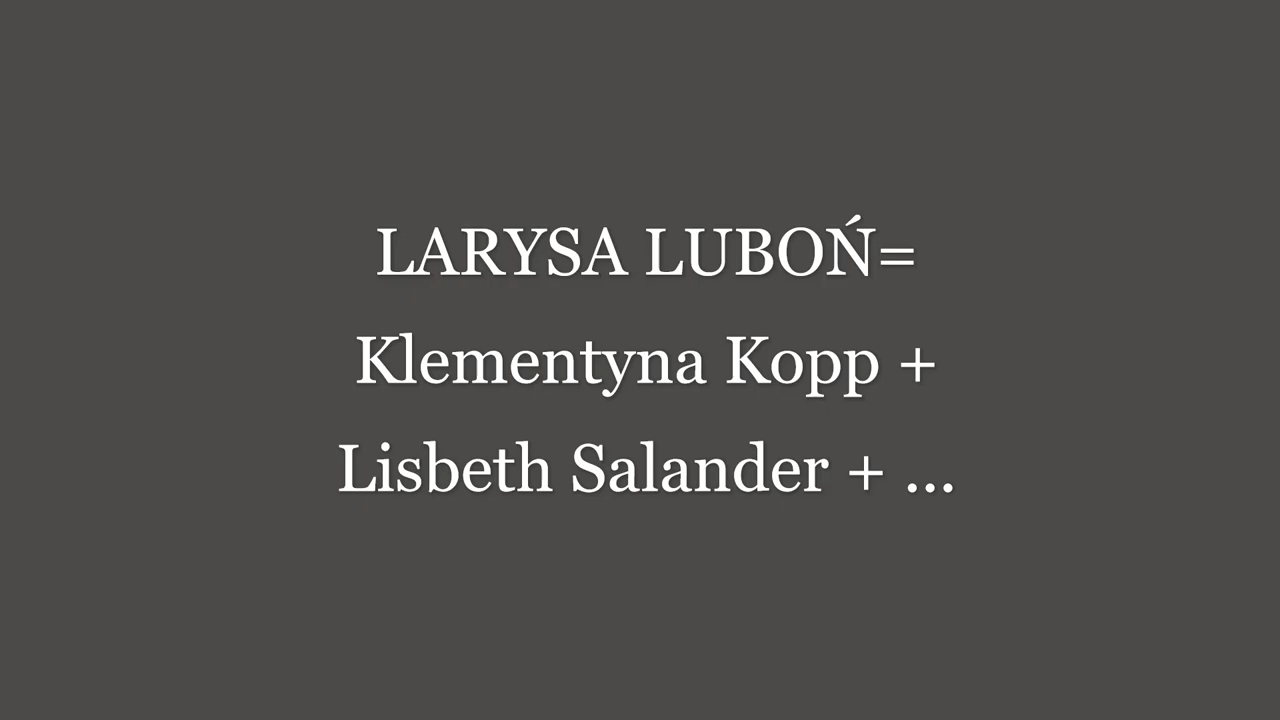 LARYSA LUBOŃ=
Klementyna Kopp +
Lisbeth Salander + ...